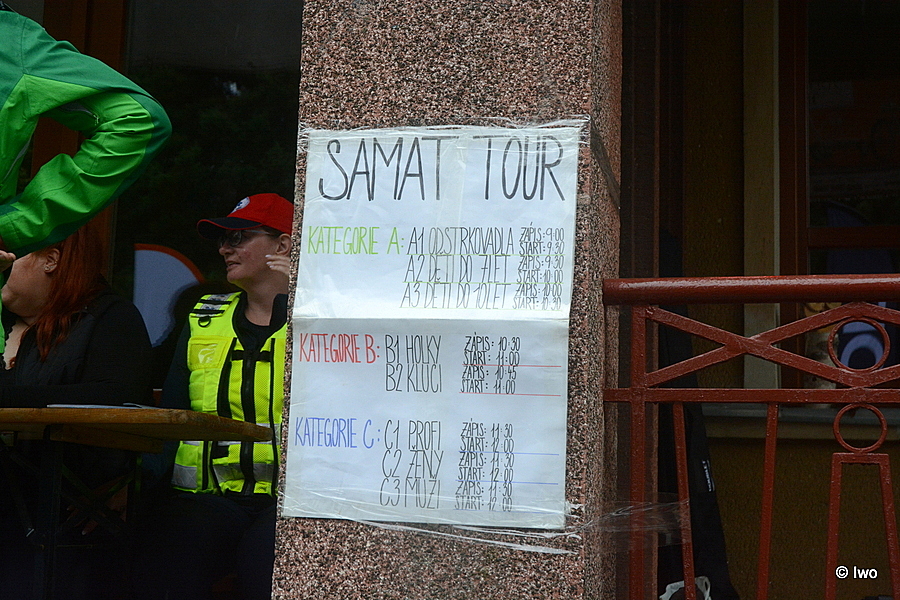 SAMAT TOUR
KATEGORIE A: A1 ODSTRKOVADLA ZÁPIS: 9:00
START: 9:30
A2 DĚTI DO 7LET ZÁPIS: 9:30
START: 10:00
A3 DĚTI DO 10LET ZÁPIS: 10:00
START: 10:30
KATEGORIE B: B1 HOLKY ZÁPIS: 10:30
START: 11:00
B2 KLUCI ZÁPIS: 10:45
START: 11:00
KATEGORIE C: C1 PROFI ZÁPIS: 11:30
START: 12:00
C2 ŽENY ZÁPIS: 11:30
START: 12:00
C3 MUŽI ZÁPIS: 11:30
START: 12:00
© Iwo